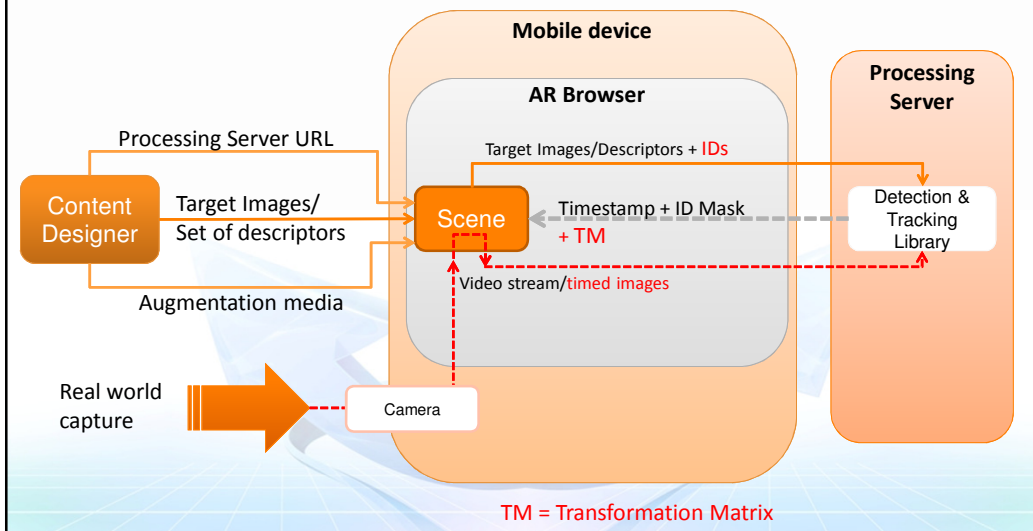 Mobile device
Processing
Server
AR Browser
Processing Server URL
Target Images/Descriptors + IDs
Content
Designer
Target Images/
Set of descriptors
Scene
Timestamp + ID Mask
+ TM
Detection &
Tracking
Library
Video stream/timed images
Augmentation media
Real world
capture
Camera
TM = Transformation Matrix